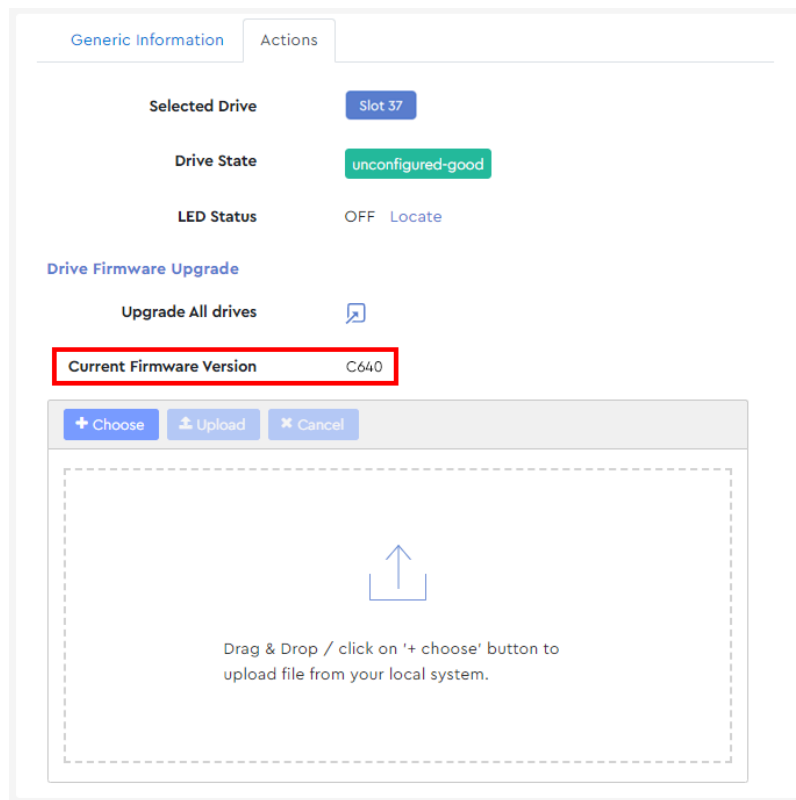 Generic Information Actions
Selected Drive Slot 37
Drive State unconfigured-good
LED Status OFF Locate
Drive Firmware Upgrade
Upgrade All drives
Current Firmware Version C640
+ Choose Upload × Cancel
Drag & Drop / click on '+ choose' button to
upload file from your local system.